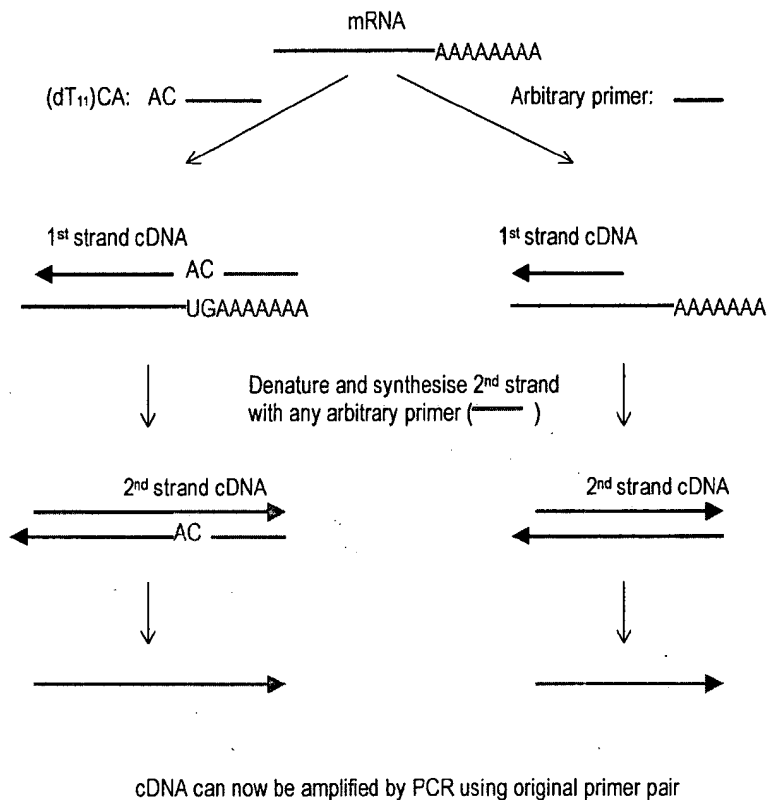 mRNA
AAAAAAAA
(dT₁₁)CA: AC
Arbitrary primer:
1st strand cDNA
1st strand cDNA
AC
UGAAAAAAA
AAAAAAA
Denature and synthesise 2nd strand
with any arbitrary primer ( )
2nd strand cDNA
2nd strand cDNA
AC
cDNA can now be amplified by PCR using original primer pair